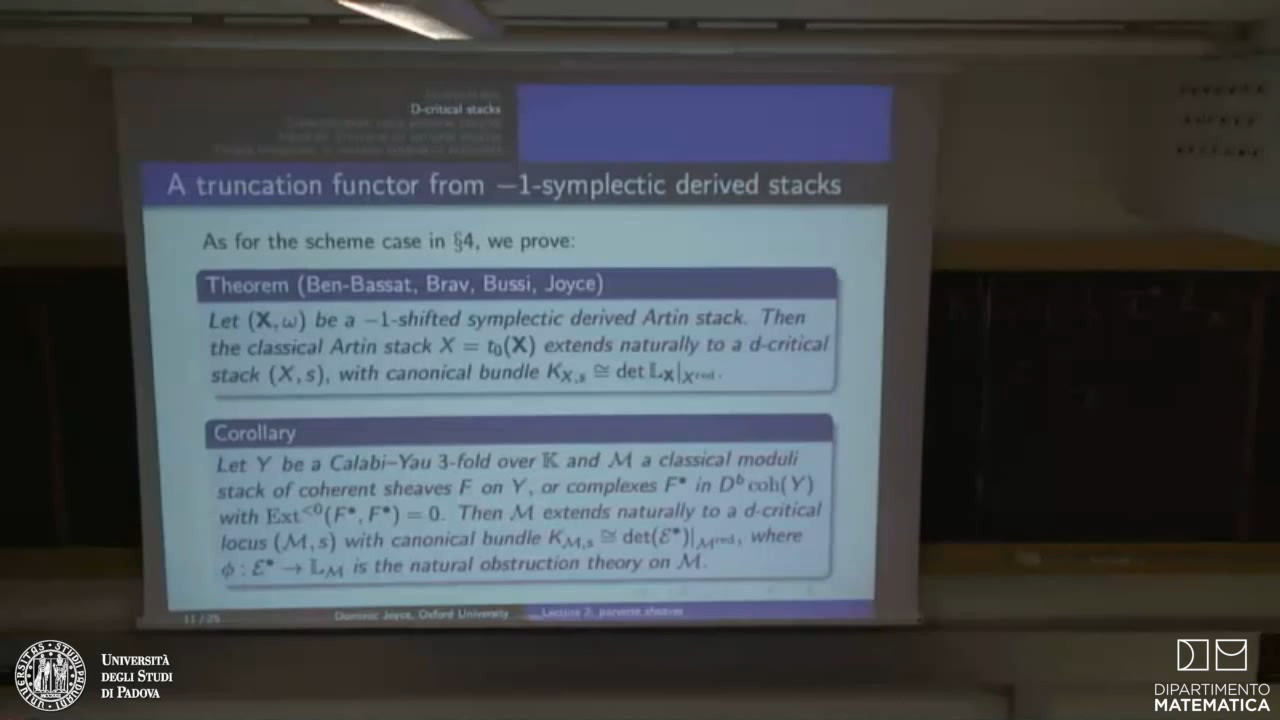 D-critical stacks
A truncation functor from −1-symplectic derived stacks
As for the scheme case in §4, we prove:
Theorem (Ben-Bassat, Brav, Bussi, Joyce)
Let (X, ω) be a −1-shifted symplectic derived Artin stack. Then
the classical Artin stack X = t₀(X) extends naturally to a d-critical
stack (X, s), with canonical bundle K_{X,s} ≅ det 𝕃_X|_{X^{red}}.
Corollary
Let Y be a Calabi–Yau 3-fold over 𝕂 and ℳ a classical moduli
stack of coherent sheaves F on Y, or complexes F• in D^b coh(Y)
with Ext^{<0}(F•, F•) = 0. Then ℳ extends naturally to a d-critical
locus (ℳ, s) with canonical bundle K_{ℳ,s} ≅ det(ℰ•)|_{ℳ^{red}}, where
ϕ : ℰ• → 𝕃_ℳ is the natural obstruction theory on ℳ.
11 / 25 Dominic Joyce, Oxford University Lecture 2: perverse sheaves
UNIVERSITÀ
DEGLI STUDI
DI PADOVA
DIPARTIMENTO
MATEMATICA